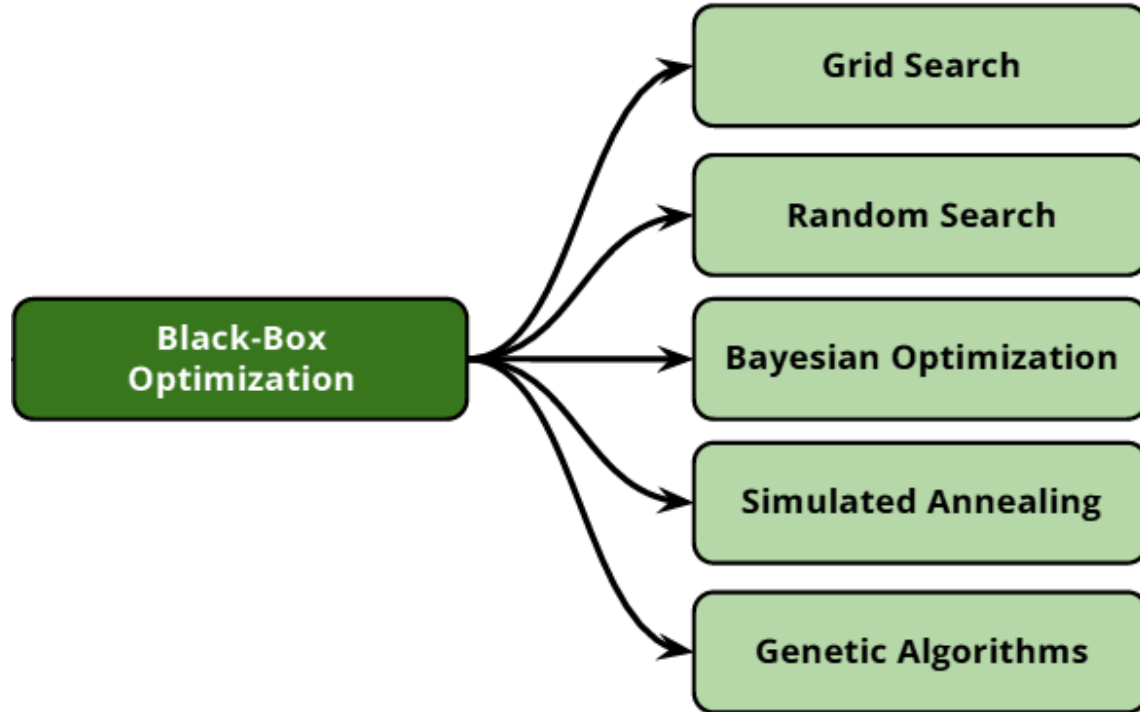 Grid Search
Random Search
Black-Box
Optimization
Bayesian Optimization
Simulated Annealing
Genetic Algorithms